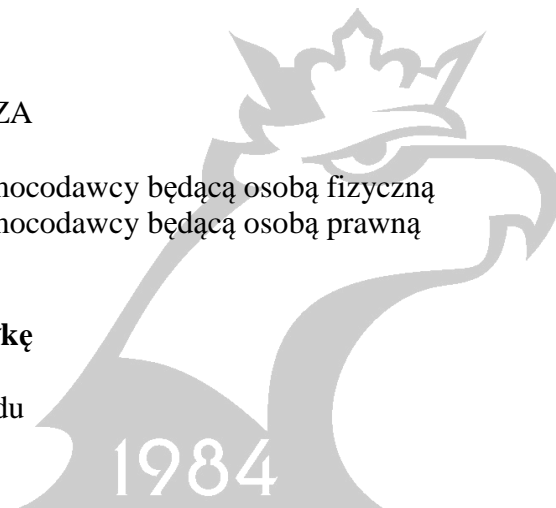 ZA
nocodawcy będącą osobą fizyczną
nocodawcy będącą osobą prawną
kę
du
1984